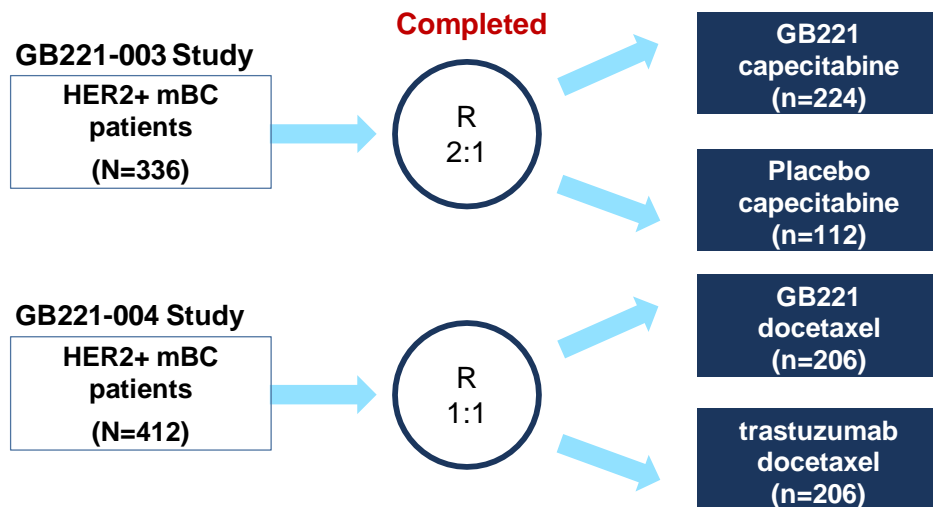 Completed
GB221-003 Study
HER2+ mBC
patients
(N=336)
R
2:1
GB221
capecitabine
(n=224)
Placebo
capecitabine
(n=112)
GB221-004 Study
HER2+ mBC
patients
(N=412)
R
1:1
GB221
docetaxel
(n=206)
trastuzumab
docetaxel
(n=206)